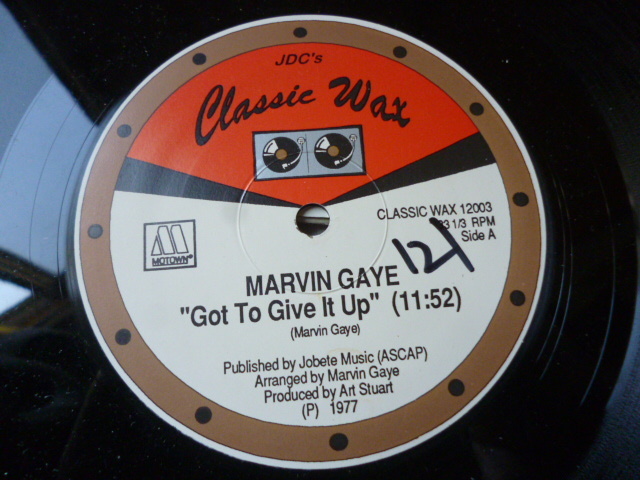 JDC's
Classic Wax
CLASSIC WAX 12003
33 1/3 RPM
Side A
MOTOWN®
121
MARVIN GAYE
"Got To Give It Up" (11:52)
(Marvin Gaye)
Published by Jobete Music (ASCAP)
Arranged by Marvin Gaye
Produced by Art Stuart
(P) 1977